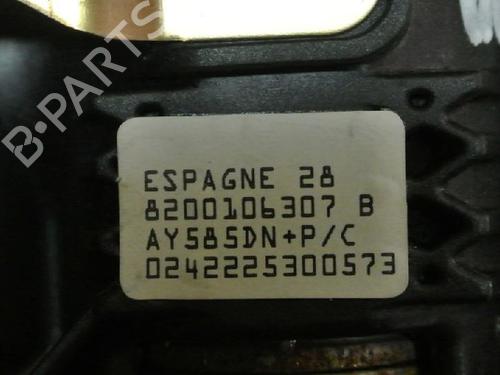 B-PARTS
ESPAGNE 28
8200106307 B
AY585DN+P/C
0242225300573